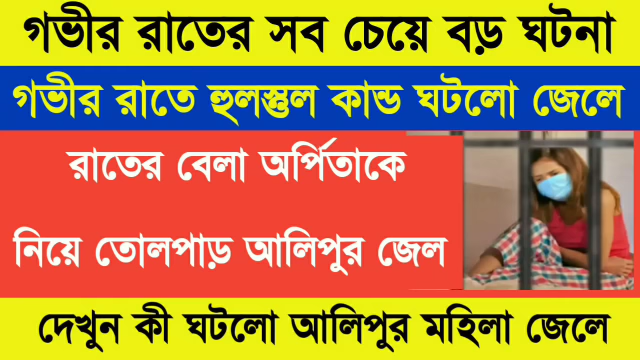 গভীর রাতের সব চেয়ে বড় ঘটনা
গভীর রাতে হুলস্তুল কান্ড ঘটলো জেলে
রাতের বেলা অর্পিতাকে
নিয়ে তোলপাড় আলিপুর জেল
দেখুন কী ঘটলো আলিপুর মহিলা জেলে